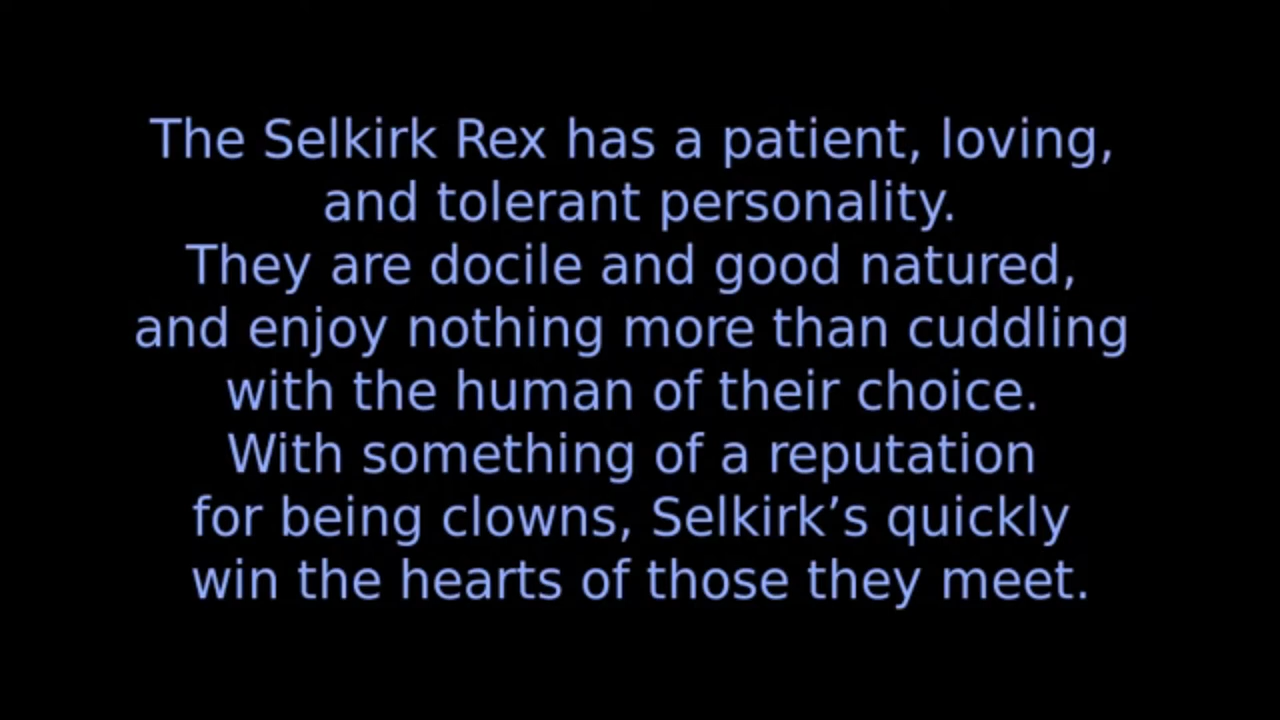 The Selkirk Rex has a patient, loving,
and tolerant personality.
They are docile and good natured,
and enjoy nothing more than cuddling
with the human of their choice.
With something of a reputation
for being clowns, Selkirk’s quickly
win the hearts of those they meet.